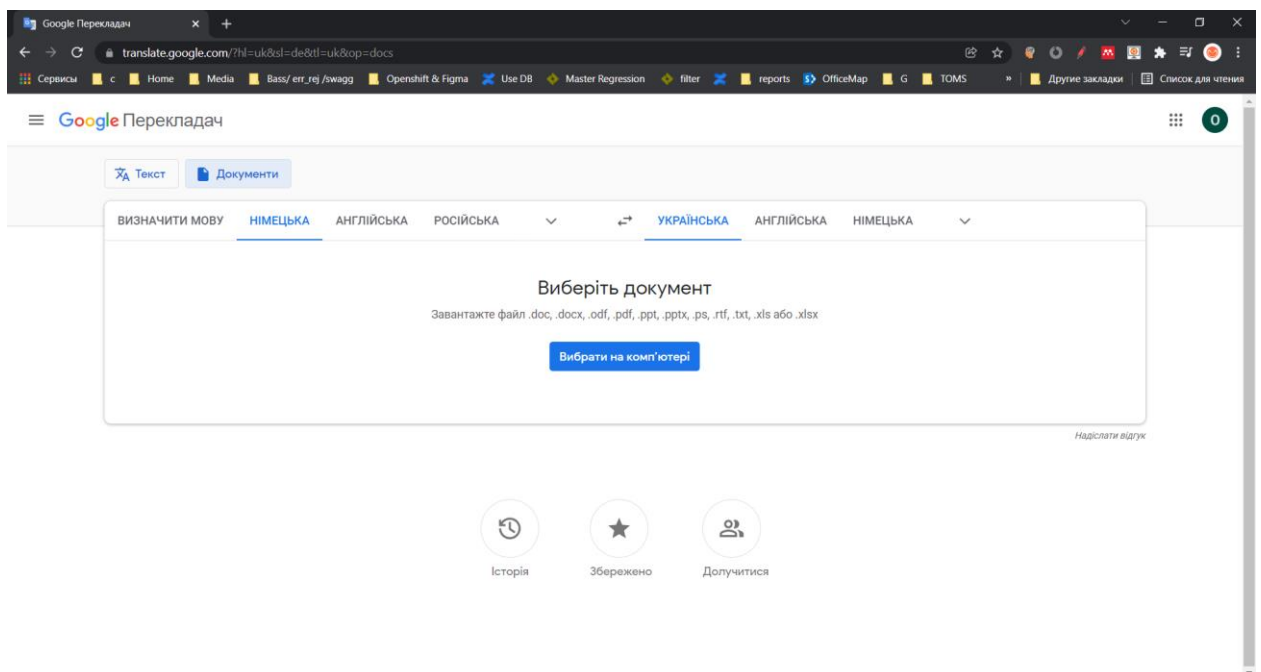 Google Перекладач
translate.google.com/?hl=uk&sl=de&tl=uk&op=docs
Сервисы с Home Media Bass/ err_rej /swagg Openshift & Figma Use DB Master Regression filter reports OfficeMap G TOMS » Другие закладки Список для чтения
Google Перекладач O
Текст Документи
ВИЗНАЧИТИ МОВУ НІМЕЦЬКА АНГЛІЙСЬКА РОСІЙСЬКА УКРАЇНСЬКА АНГЛІЙСЬКА НІМЕЦЬКА
Виберіть документ
Завантажте файл .doc, .docx, .odf, .pdf, .ppt, .pptx, .ps, .rtf, .txt, .xls або .xlsx
Вибрати на комп'ютері
Надіслати відгук
Історія Збережено Долучитися